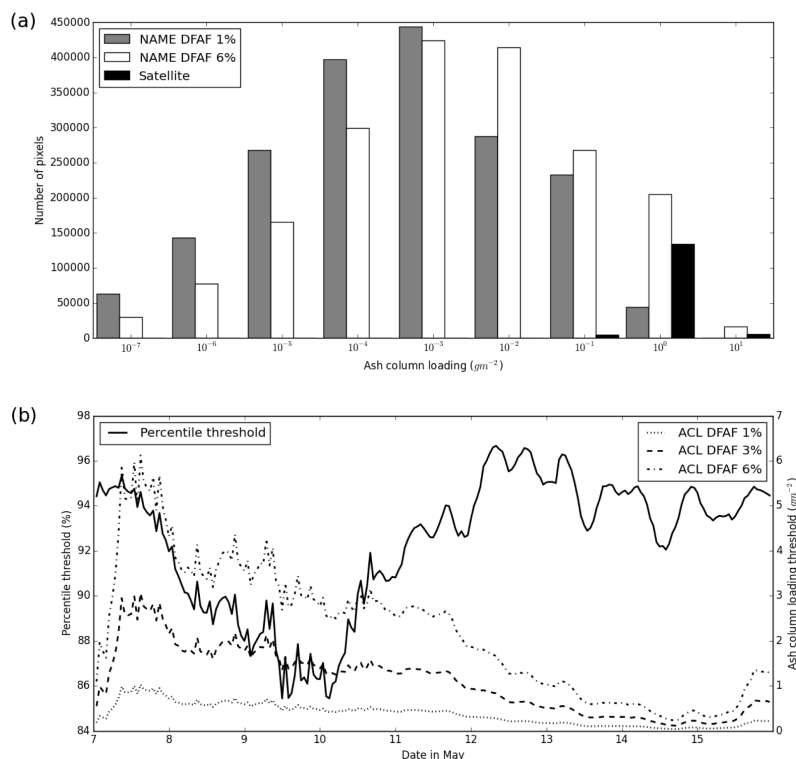 (a)
NAME DFAF 1%
NAME DFAF 6%
Satellite
Number of pixels
450000
400000
350000
300000
250000
200000
150000
100000
50000
0
10⁻⁷ 10⁻⁶ 10⁻⁵ 10⁻⁴ 10⁻³ 10⁻² 10⁻¹ 10⁰ 10¹
Ash column loading (gm⁻²)
(b)
Percentile threshold
ACL DFAF 1%
ACL DFAF 3%
ACL DFAF 6%
Percentile threshold (%)
98
96
94
92
90
88
86
84
7
6
5
4
3
2
1
0
Ash column loading threshold (gm⁻²)
7 8 9 10 11 12 13 14 15
Date in May